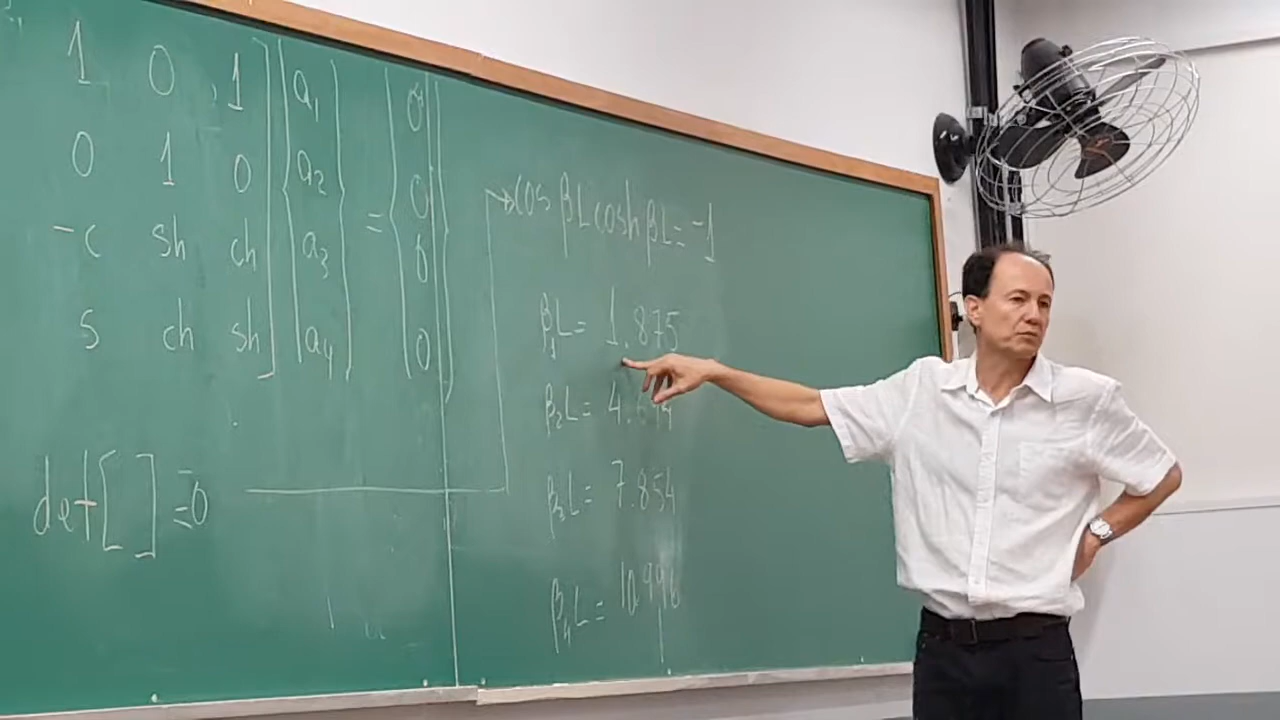 1 0 1 a₁ 0
0 1 0 a₂ = 0
-c sh ch a₃ 0
s ch sh a₄ 0
det[ ] = 0
cos βL cosh βL = -1
β₁L = 1.875
β₂L = 4.694
β₃L = 7.854
β₄L = 10.996